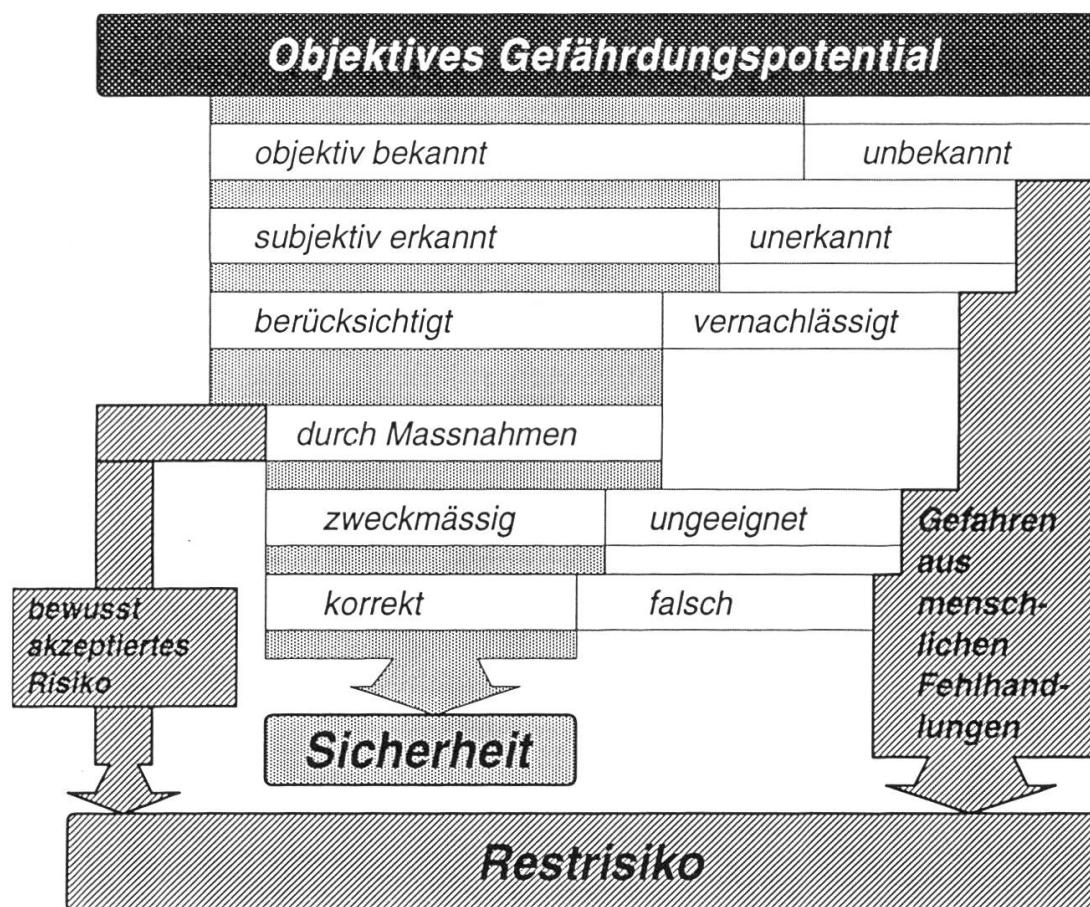 Objektives Gefährdungspotential
objektiv bekannt
unbekannt
subjektiv erkannt
unerkannt
berücksichtigt
vernachlässigt
durch Massnahmen
zweckmässig
ungeeignet
korrekt
falsch
Gefahren
aus
mensch-
lichen
Fehlhand-
lungen
bewusst
akzeptiertes
Risiko
Sicherheit
Restrisiko